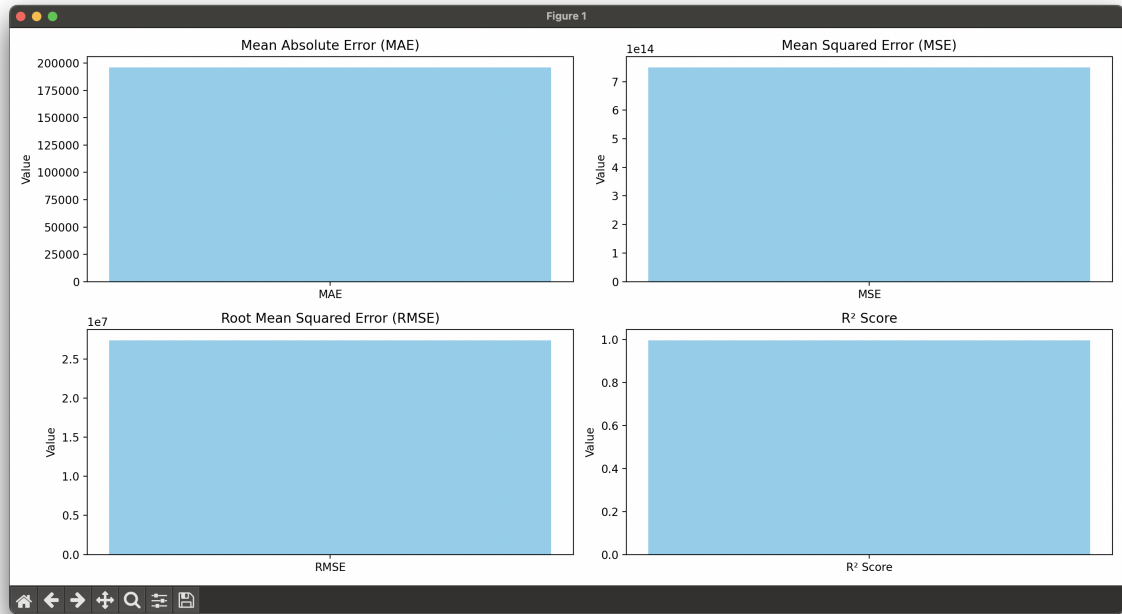 Figure 1
Mean Absolute Error (MAE)
200000
175000
150000
125000
100000
75000
50000
25000
0
Value
MAE
Mean Squared Error (MSE)
1e14
7
6
5
4
3
2
1
0
Value
MSE
Root Mean Squared Error (RMSE)
1e7
2.5
2.0
1.5
1.0
0.5
0.0
Value
RMSE
R² Score
1.0
0.8
0.6
0.4
0.2
0.0
Value
R² Score